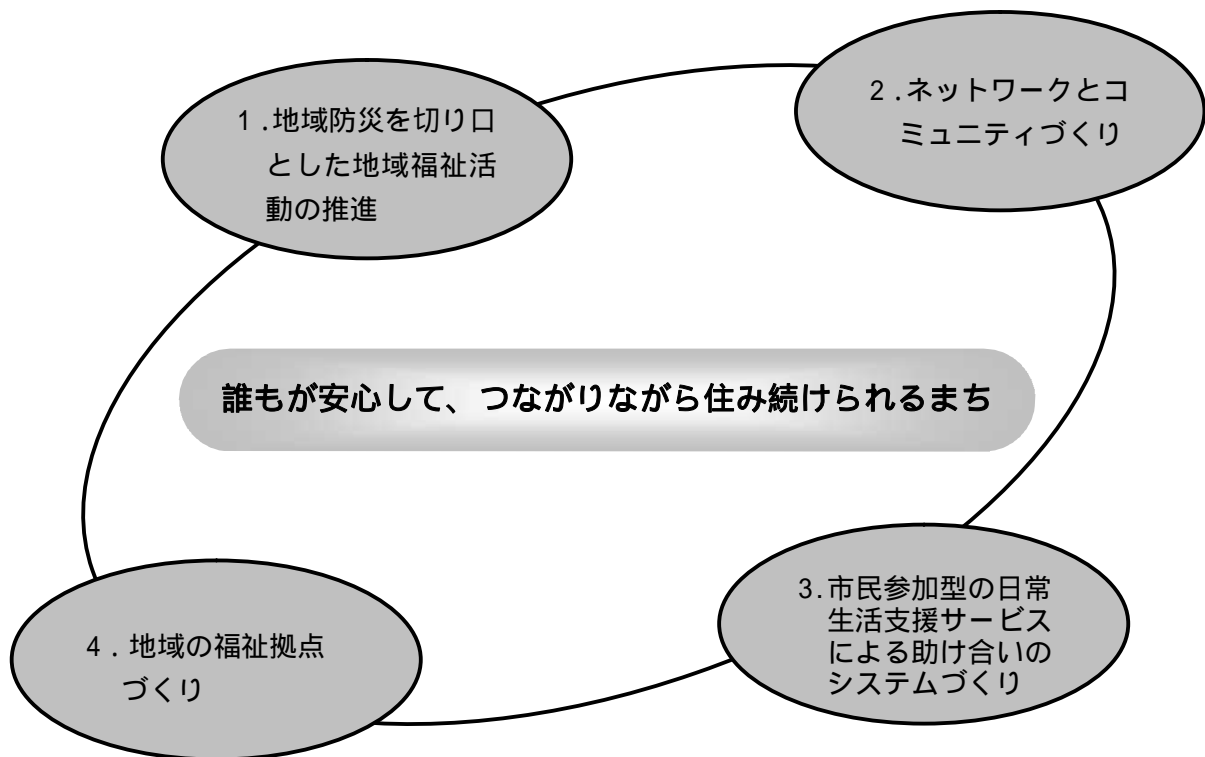 1.地域防災を切り口
とした地域福祉活
動の推進
2.ネットワークとコ
ミュニティづくり
誰もが安心して、つながりながら住み続けられるまち
3.市民参加型の日常
生活支援サービス
による助け合いの
システムづくり
4.地域の福祉拠点
づくり